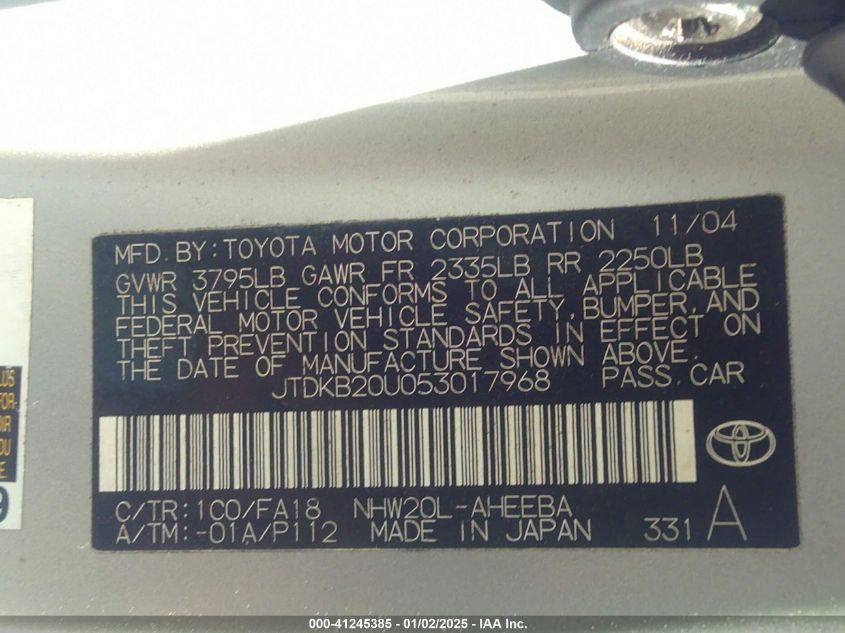 MFD. BY: TOYOTA MOTOR CORPORATION 11/04
GVWR 3795LB GAWR FR 2335LB RR 2250LB
THIS VEHICLE CONFORMS TO ALL APPLICABLE
FEDERAL MOTOR VEHICLE SAFETY, BUMPER, AND
THEFT PREVENTION STANDARDS IN EFFECT ON
THE DATE OF MANUFACTURE SHOWN ABOVE.
JTDKB20U053017968 PASS. CAR
C/TR: 1C0/FA18 NHW20L-AHEEBA
A/TM: -01A/P112 MADE IN JAPAN 331 A
000-41245385 - 01/02/2025 - IAA Inc.